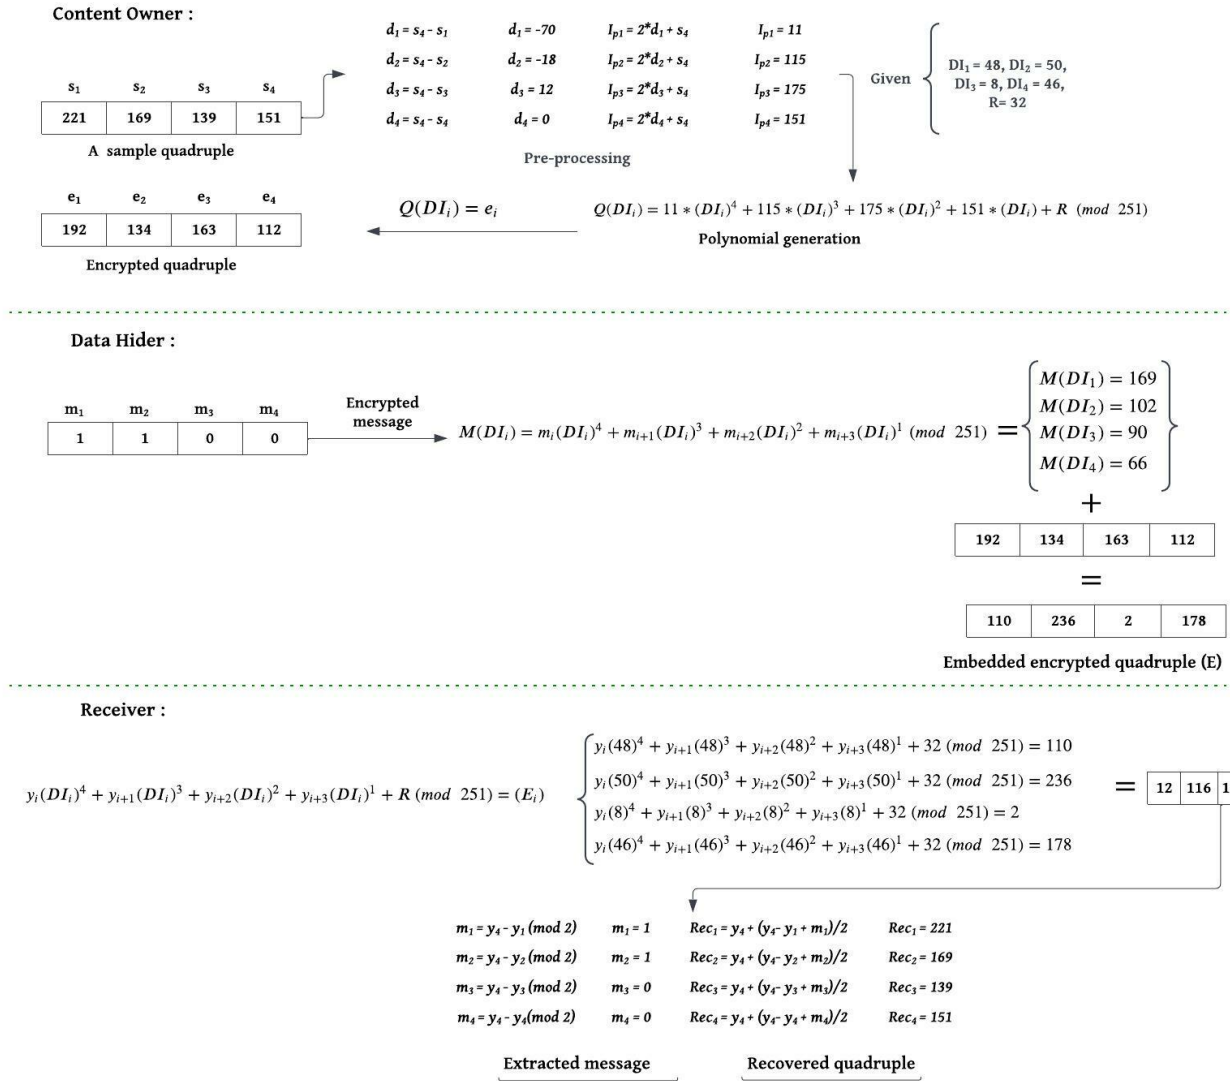 Content Owner :
s₁ s₂ s₃ s₄
221 169 139 151
A sample quadruple
d₁ = s₄ - s₁ d₁ = -70 Iₚ₁ = 2*d₁ + s₄ Iₚ₁ = 11
d₂ = s₄ - s₂ d₂ = -18 Iₚ₂ = 2*d₂ + s₄ Iₚ₂ = 115
d₃ = s₄ - s₃ d₃ = 12 Iₚ₃ = 2*d₃ + s₄ Iₚ₃ = 175
d₄ = s₄ - s₄ d₄ = 0 Iₚ₄ = 2*d₄ + s₄ Iₚ₄ = 151
Pre-processing
Given
DI₁ = 48, DI₂ = 50,
DI₃ = 8, DI₄ = 46,
R= 32
Q(DIᵢ) = 11 * (DIᵢ)⁴ + 115 * (DIᵢ)³ + 175 * (DIᵢ)² + 151 * (DIᵢ) + R (mod 251)
Polynomial generation
Q(DIᵢ) = eᵢ
e₁ e₂ e₃ e₄
192 134 163 112
Encrypted quadruple
Data Hider :
m₁ m₂ m₃ m₄
1 1 0 0
Encrypted
message
M(DIᵢ) = mᵢ(DIᵢ)⁴ + mᵢ₊₁(DIᵢ)³ + mᵢ₊₂(DIᵢ)² + mᵢ₊₃(DIᵢ)¹ (mod 251) =
M(DI₁) = 169
M(DI₂) = 102
M(DI₃) = 90
M(DI₄) = 66
+
192 134 163 112
=
110 236 2 178
Embedded encrypted quadruple (E)
Receiver :
yᵢ(DIᵢ)⁴ + yᵢ₊₁(DIᵢ)³ + yᵢ₊₂(DIᵢ)² + yᵢ₊₃(DIᵢ)¹ + R (mod 251) = (Eᵢ)
yᵢ(48)⁴ + yᵢ₊₁(48)³ + yᵢ₊₂(48)² + yᵢ₊₃(48)¹ + 32 (mod 251) = 110
yᵢ(50)⁴ + yᵢ₊₁(50)³ + yᵢ₊₂(50)² + yᵢ₊₃(50)¹ + 32 (mod 251) = 236
yᵢ(8)⁴ + yᵢ₊₁(8)³ + yᵢ₊₂(8)² + yᵢ₊₃(8)¹ + 32 (mod 251) = 2
yᵢ(46)⁴ + yᵢ₊₁(46)³ + yᵢ₊₂(46)² + yᵢ₊₃(46)¹ + 32 (mod 251) = 178
= 12 116
m₁ = y₄ - y₁ (mod 2) m₁ = 1 Rec₁ = y₄ + (y₄- y₁ + m₁)/2 Rec₁ = 221
m₂ = y₄ - y₂ (mod 2) m₂ = 1 Rec₂ = y₄ + (y₄- y₂ + m₂)/2 Rec₂ = 169
m₃ = y₄ - y₃ (mod 2) m₃ = 0 Rec₃ = y₄ + (y₄- y₃ + m₃)/2 Rec₃ = 139
m₄ = y₄ - y₄(mod 2) m₄ = 0 Rec₄ = y₄ + (y₄- y₄ + m₄)/2 Rec₄ = 151
Extracted message Recovered quadruple